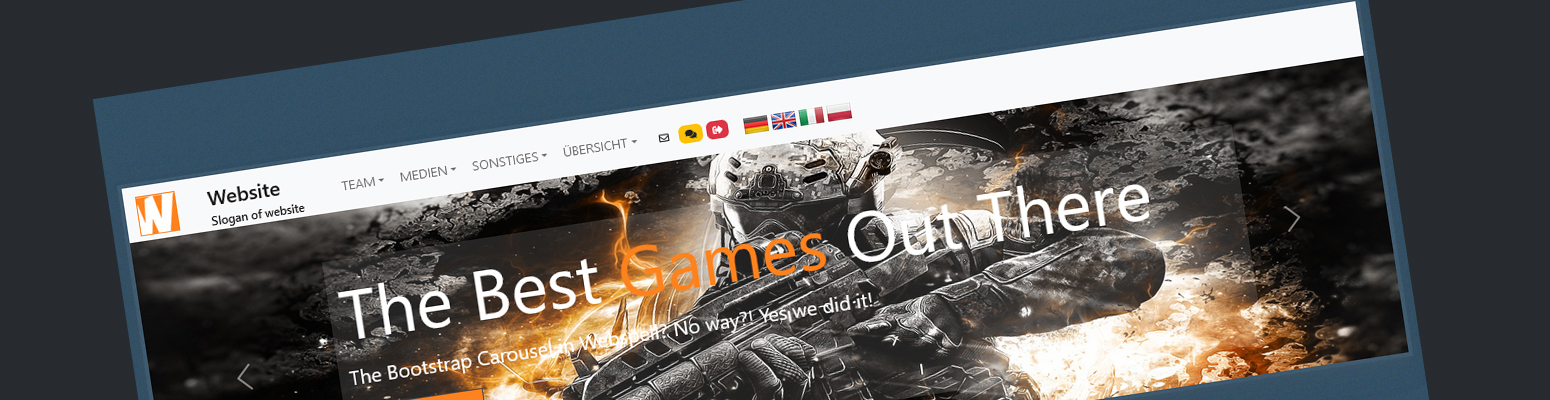 W
Website
Slogan of website
TEAM MEDIEN SONSTIGES ÜBERSICHT
The Best Games Out There
The Bootstrap Carousel in Webspell? No way?! Yes we did it!